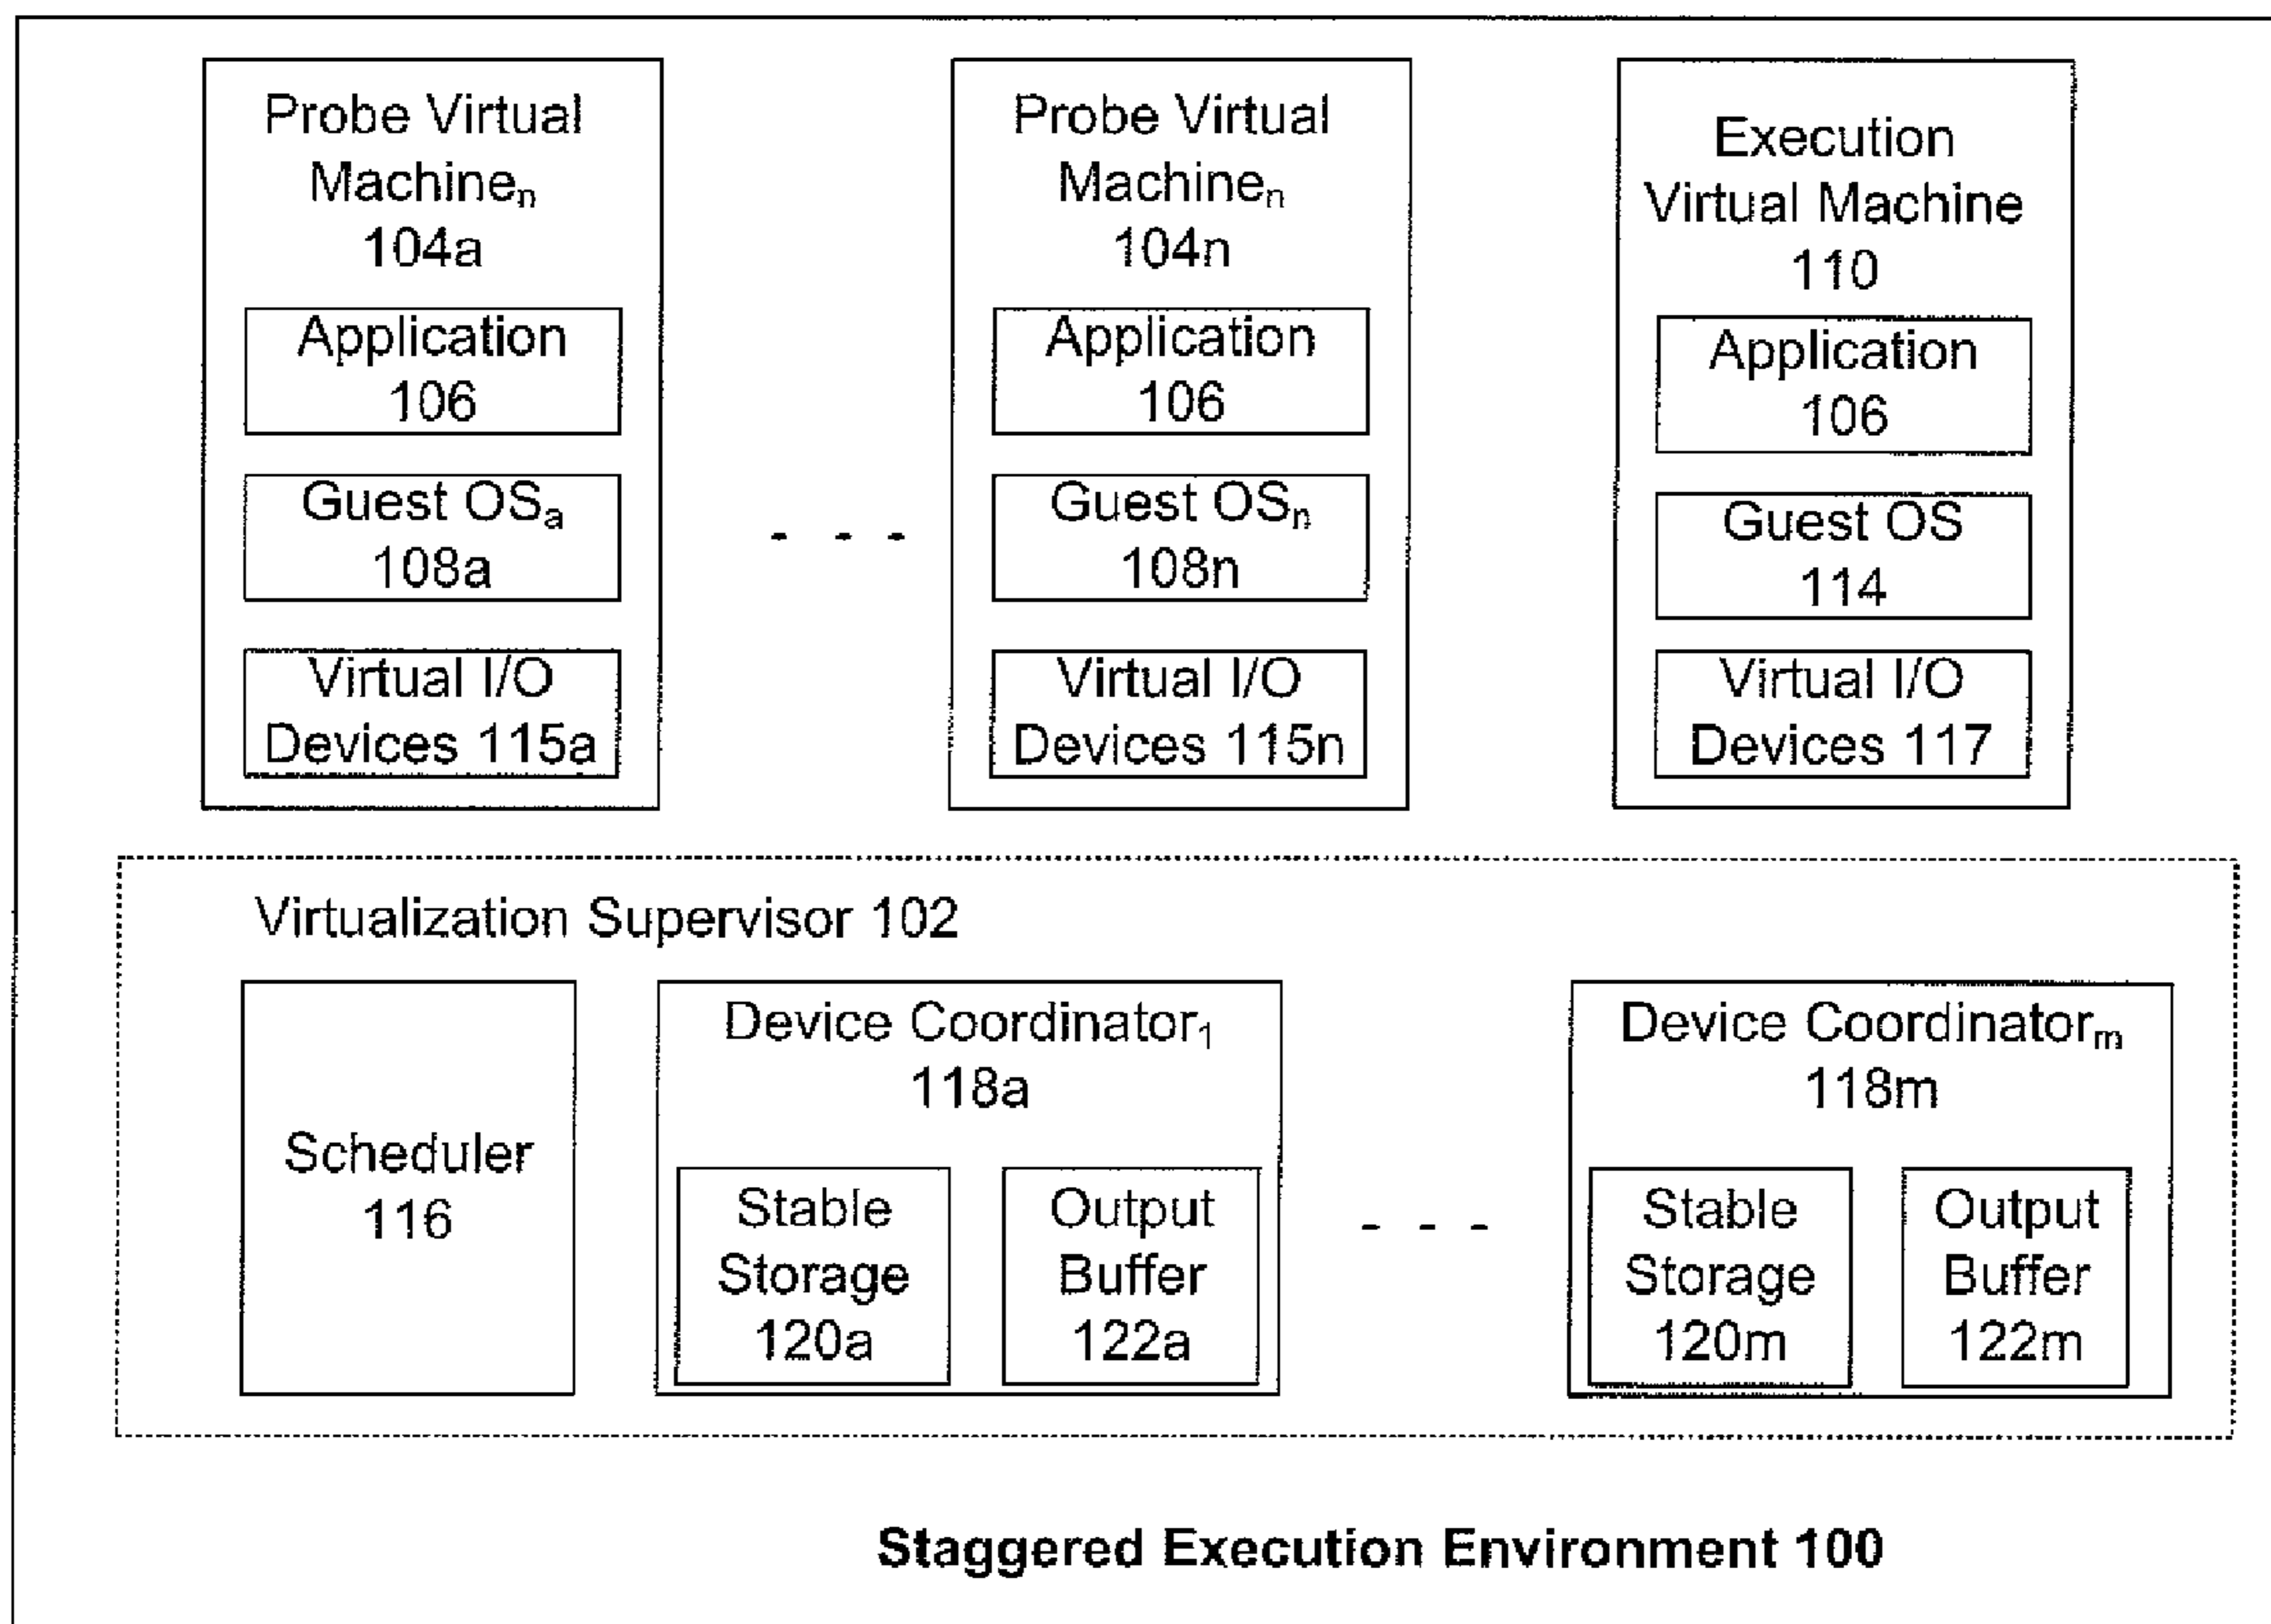 Probe Virtual
Machineₙ
104a
Application
106
Guest OSₐ
108a
Virtual I/O
Devices 115a
- - -
Probe Virtual
Machineₙ
104n
Application
106
Guest OSₙ
108n
Virtual I/O
Devices 115n
Execution
Virtual Machine
110
Application
106
Guest OS
114
Virtual I/O
Devices 117
Virtualization Supervisor 102
Scheduler
116
Device Coordinator₁
118a
Stable
Storage
120a
Output
Buffer
122a
- - -
Device Coordinatorₘ
118m
Stable
Storage
120m
Output
Buffer
122m
Staggered Execution Environment 100